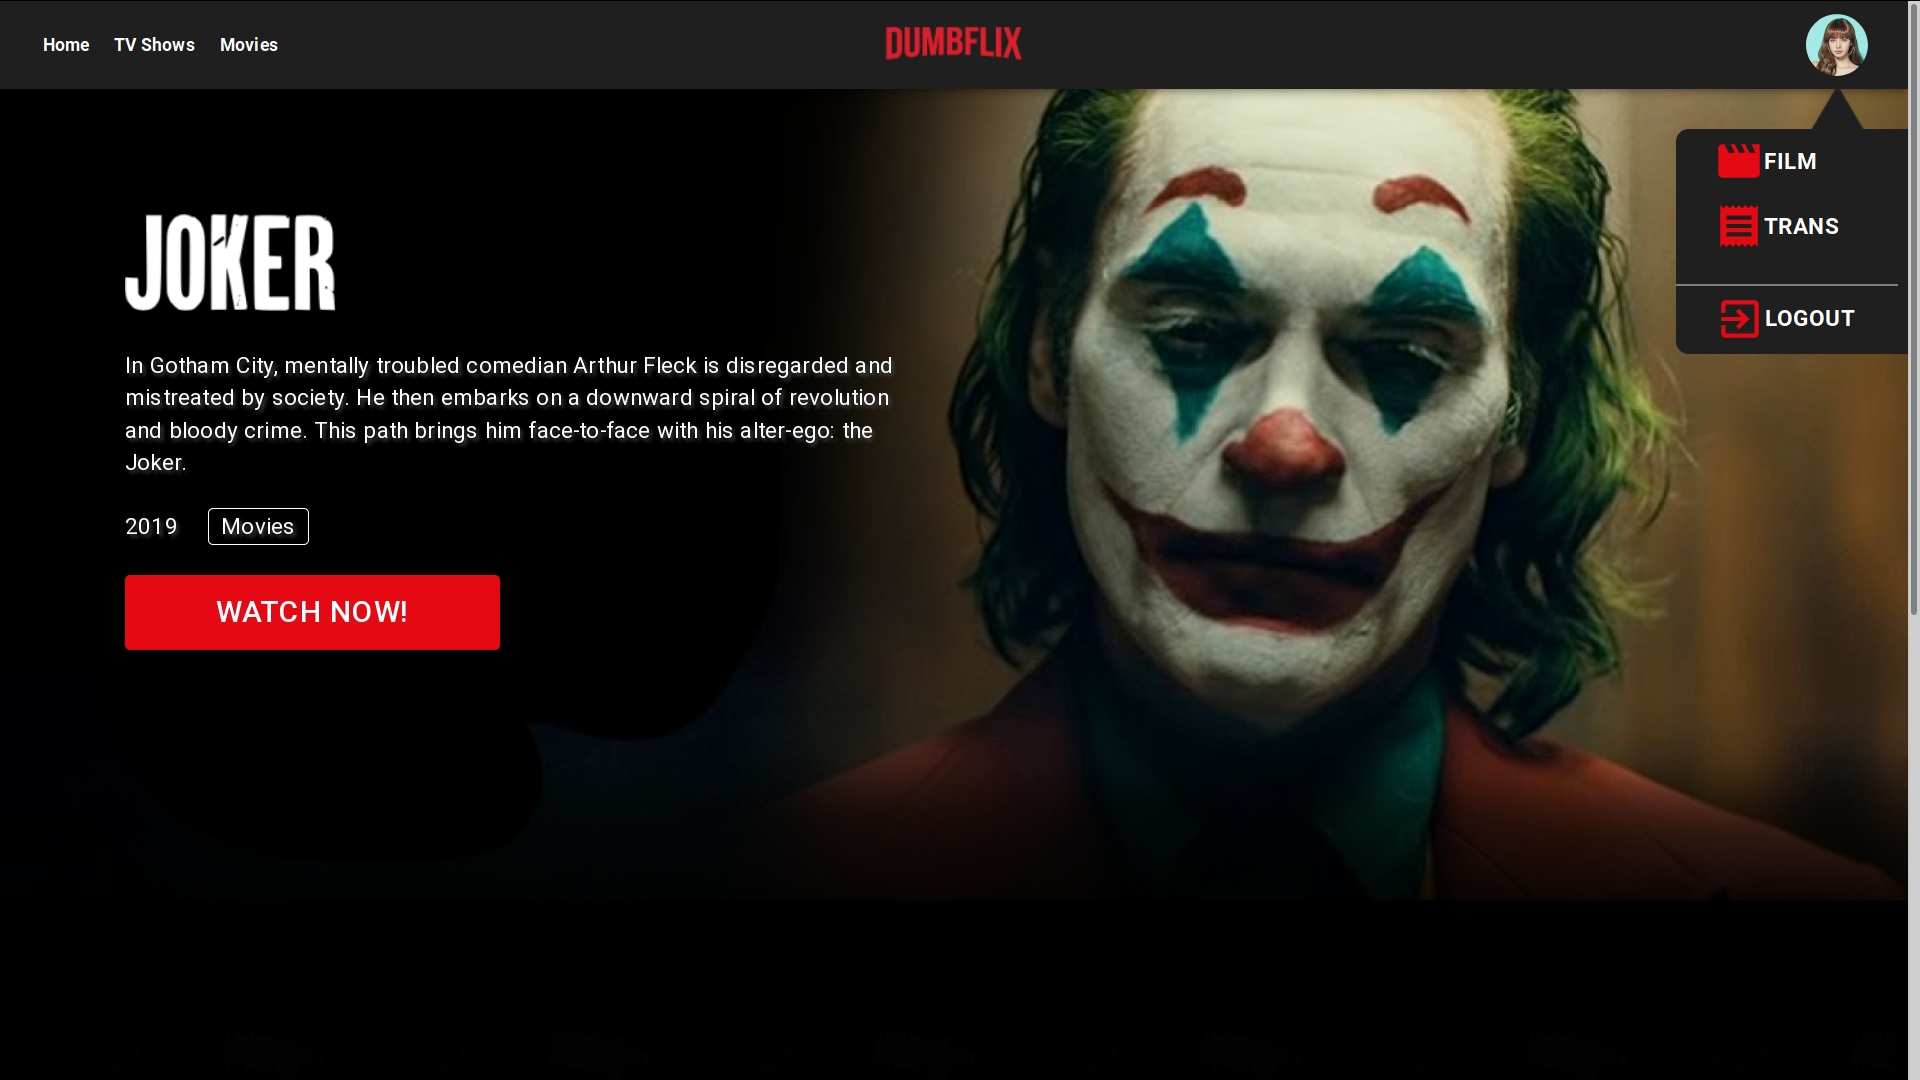 Home TV Shows Movies
DUMBFLIX
FILM
TRANS
LOGOUT
JOKER
In Gotham City, mentally troubled comedian Arthur Fleck is disregarded and
mistreated by society. He then embarks on a downward spiral of revolution
and bloody crime. This path brings him face-to-face with his alter-ego: the
Joker.
2019 Movies
WATCH NOW!